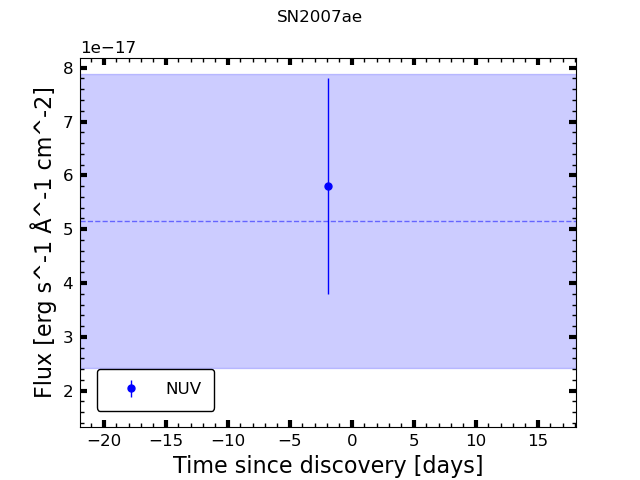 SN2007ae
1e−17
8
7
6
5
4
3
2
Flux [erg s^-1 Å^-1 cm^-2]
NUV
−20 −15 −10 −5 0 5 10 15
Time since discovery [days]